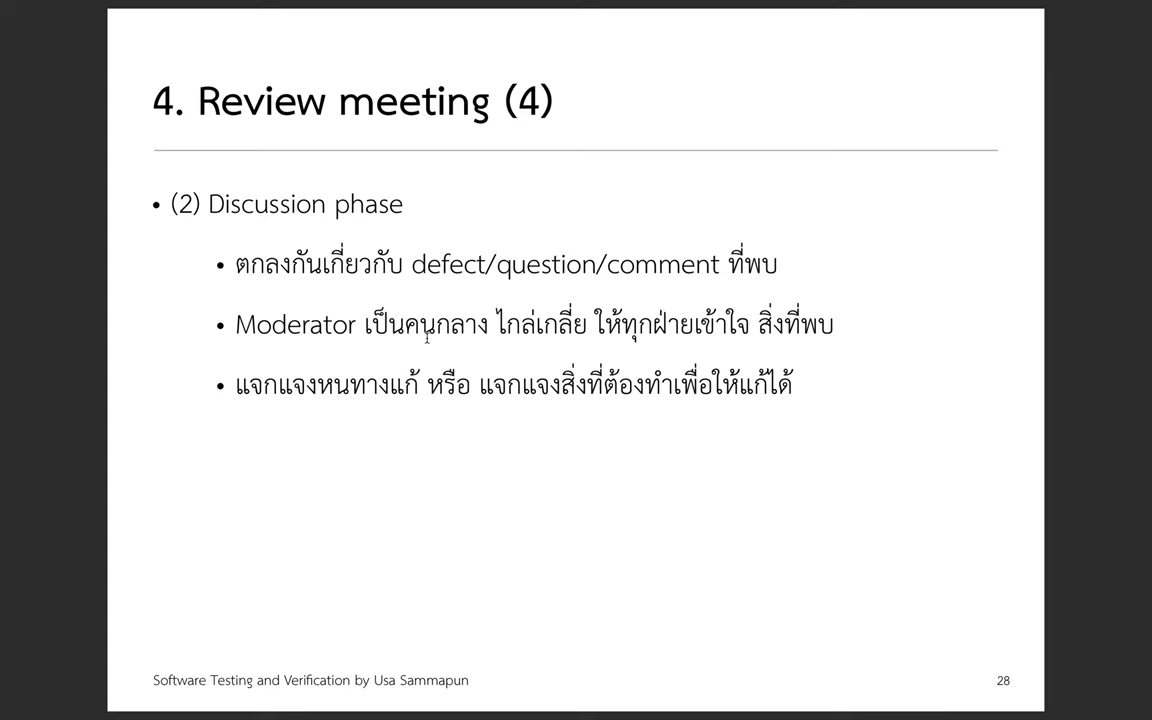 4. Review meeting (4)
• (2) Discussion phase
• ตกลงกันเกี่ยวกับ defect/question/comment ที่พบ
• Moderator เป็นคนกลาง ไกล่เกลี่ย ให้ทุกฝ่ายเข้าใจ สิ่งที่พบ
• แจกแจงหนทางแก้ หรือ แจกแจงสิ่งที่ต้องทำเพื่อให้แก้ได้
Software Testing and Verification by Usa Sammapun
28